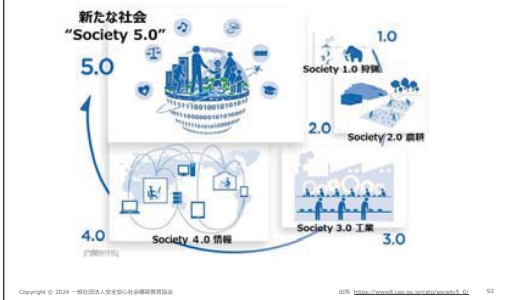 新たな社会
“Society 5.0”
5.0
1.0
Society 1.0 狩猟
2.0
Society 2.0 農耕
4.0
Society 4.0 情報
Society 3.0 工業
3.0
Copyright © 2024 一般社団法人安全安心社会構築教育協会
出所 https://www8.cao.go.jp/cstp/society5_0/
92